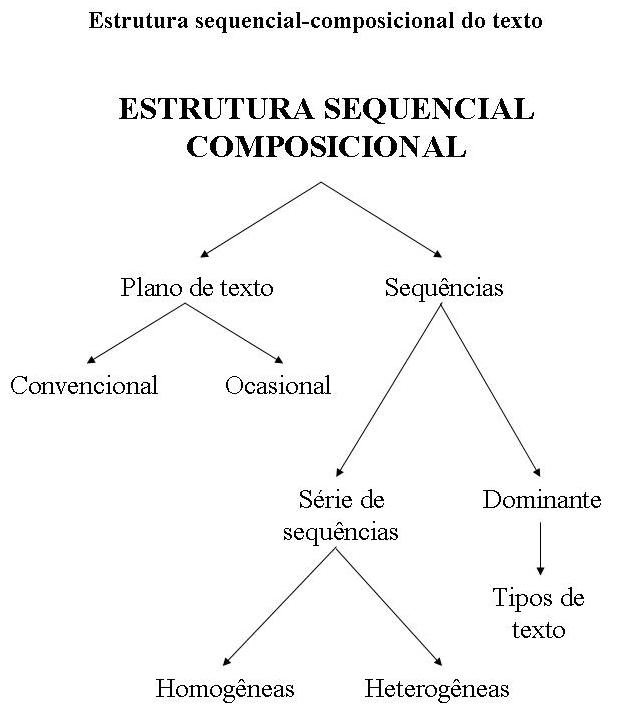 Estrutura sequencial-composicional do texto
ESTRUTURA SEQUENCIAL
COMPOSICIONAL
Plano de texto
Sequências
Convencional
Ocasional
Série de
sequências
Dominante
Tipos de
texto
Homogêneas
Heterogêneas